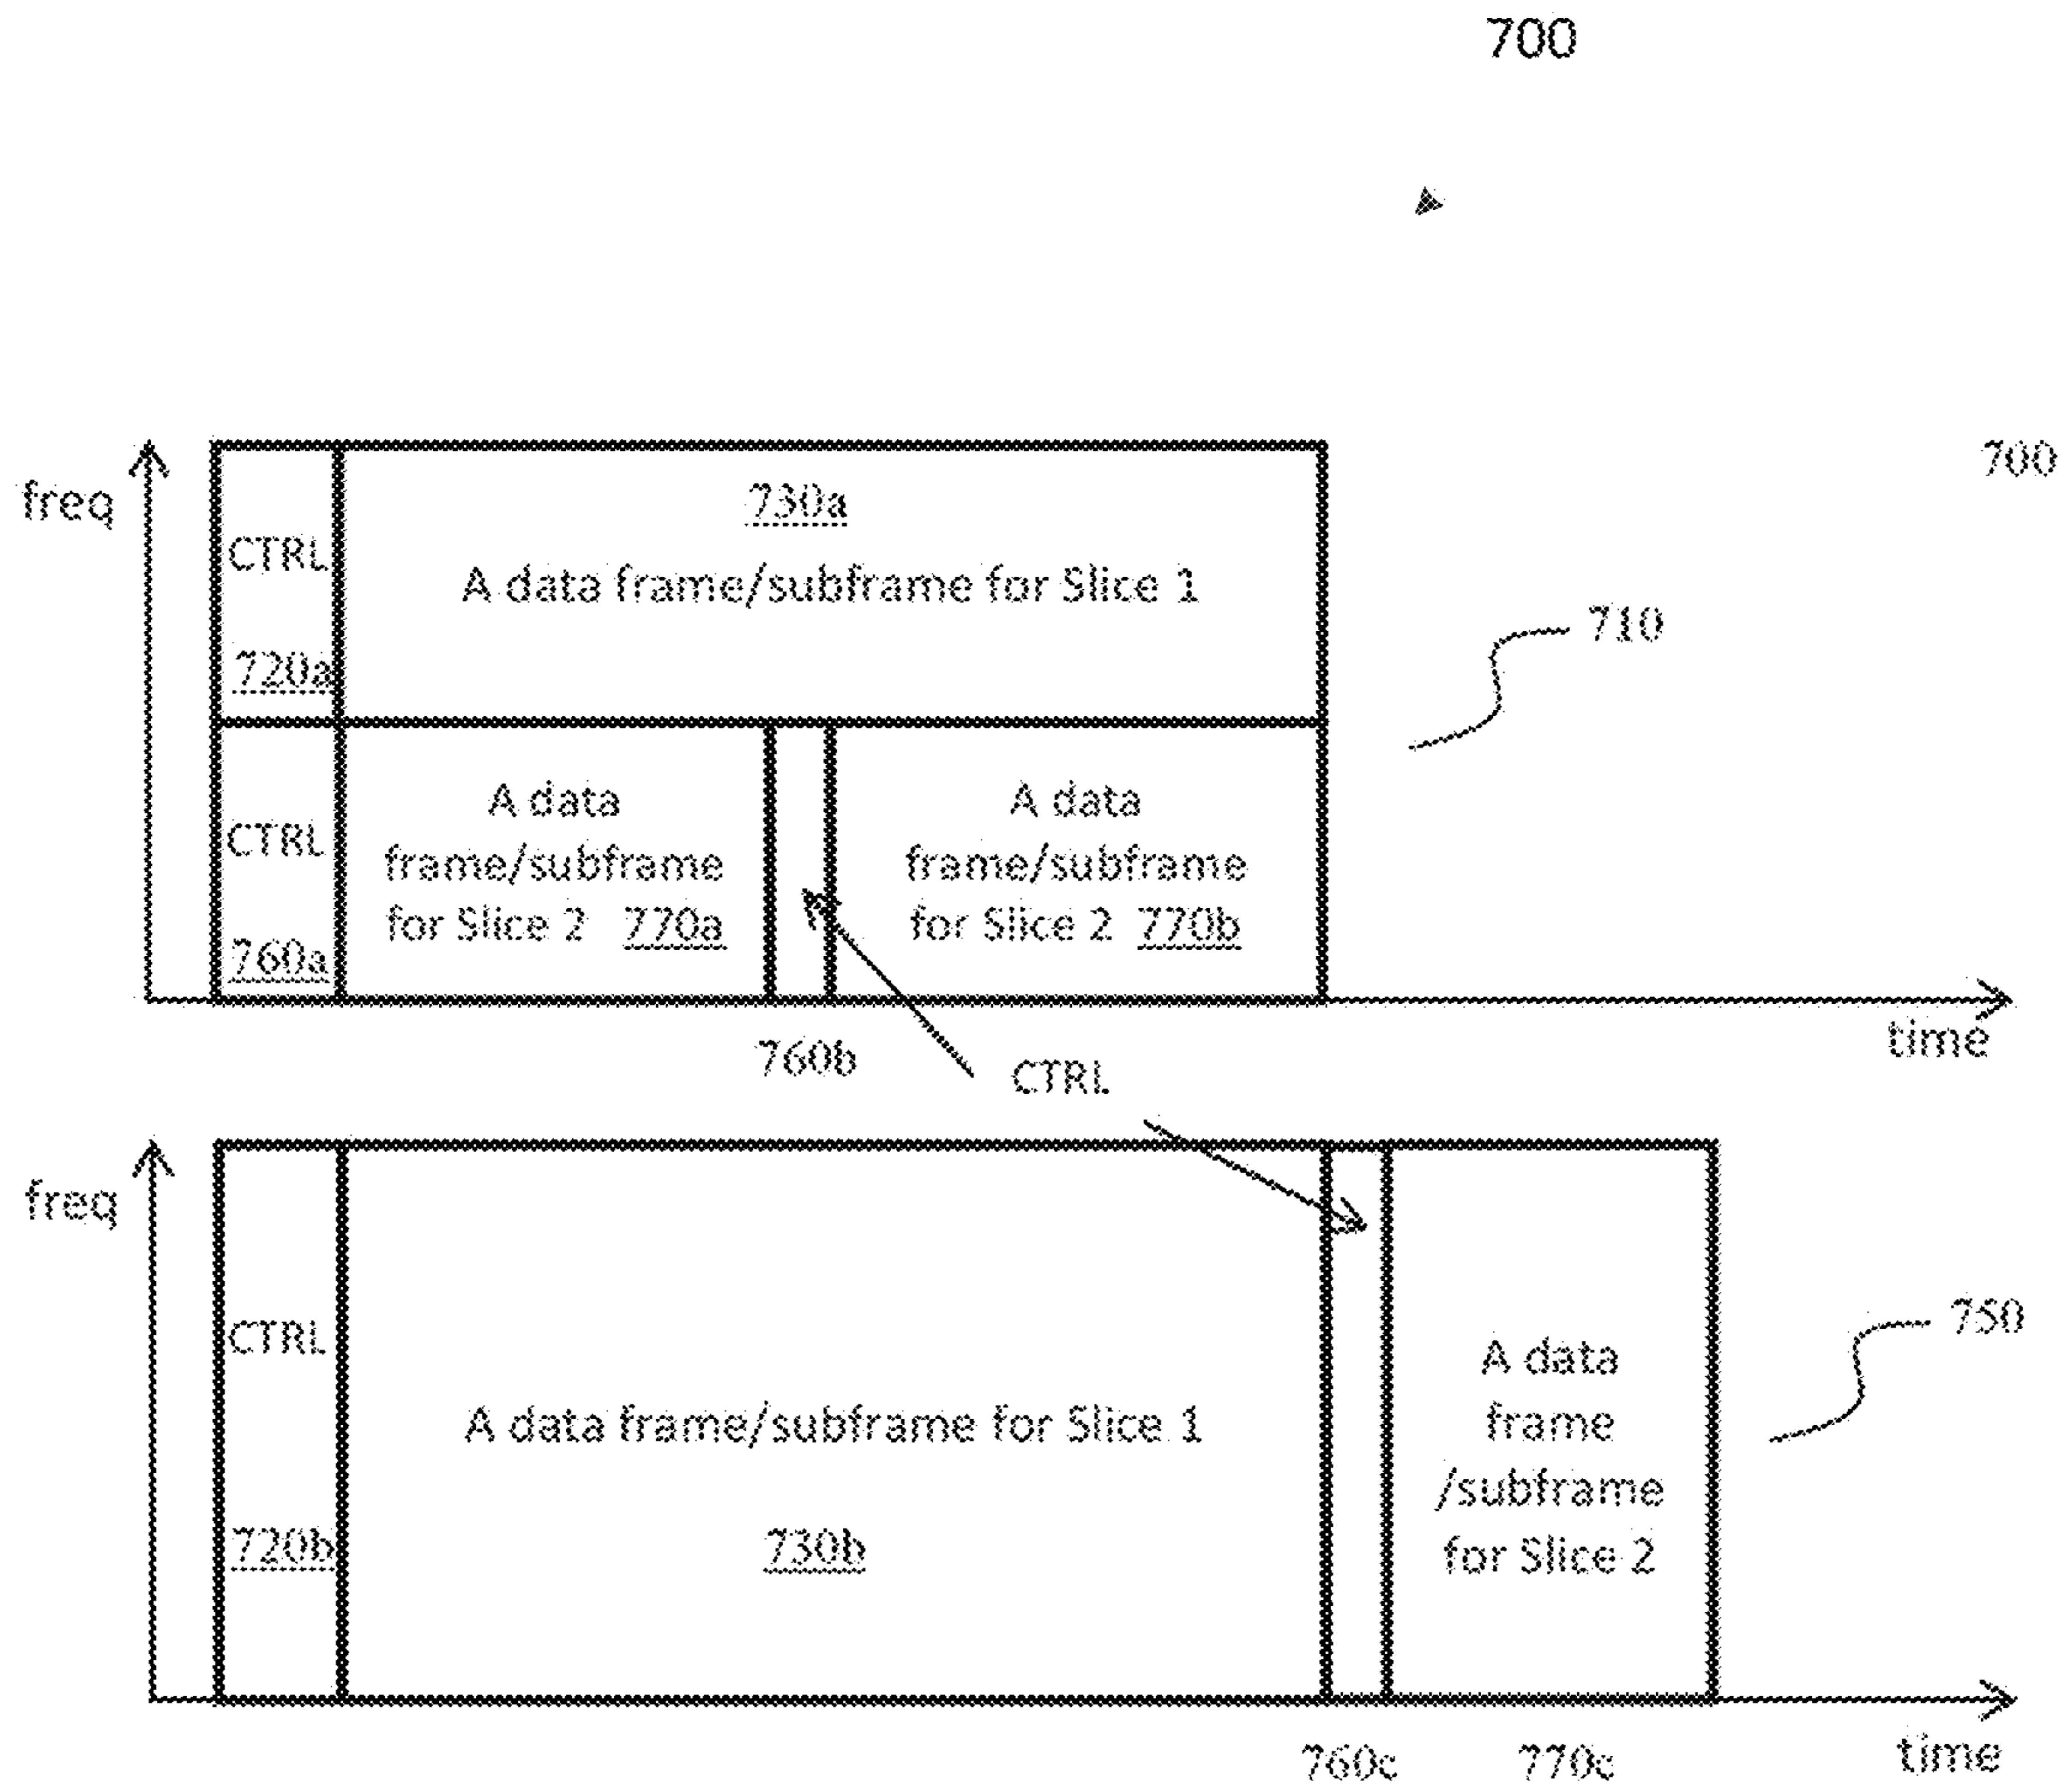 700
700
freq
CTRL
720a
730a
A data frame/subframe for Slice 1
710
CTRL
760a
A data
frame/subframe
for Slice 2 770a
A data
frame/subframe
for Slice 2 770b
time
760b
CTRL
freq
CTRL
720b
A data frame/subframe for Slice 1
730b
A data
frame
/subframe
for Slice 2
750
760c
770c
time